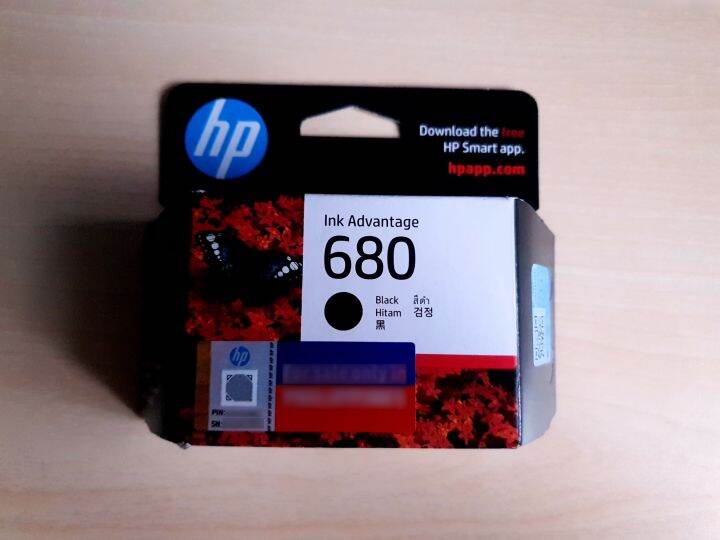 hp
Download the free
HP Smart app.
hpapp.com
Ink Advantage
680
Black สีดำ
Hitam 검정
黑
hp
PIN:
SN: